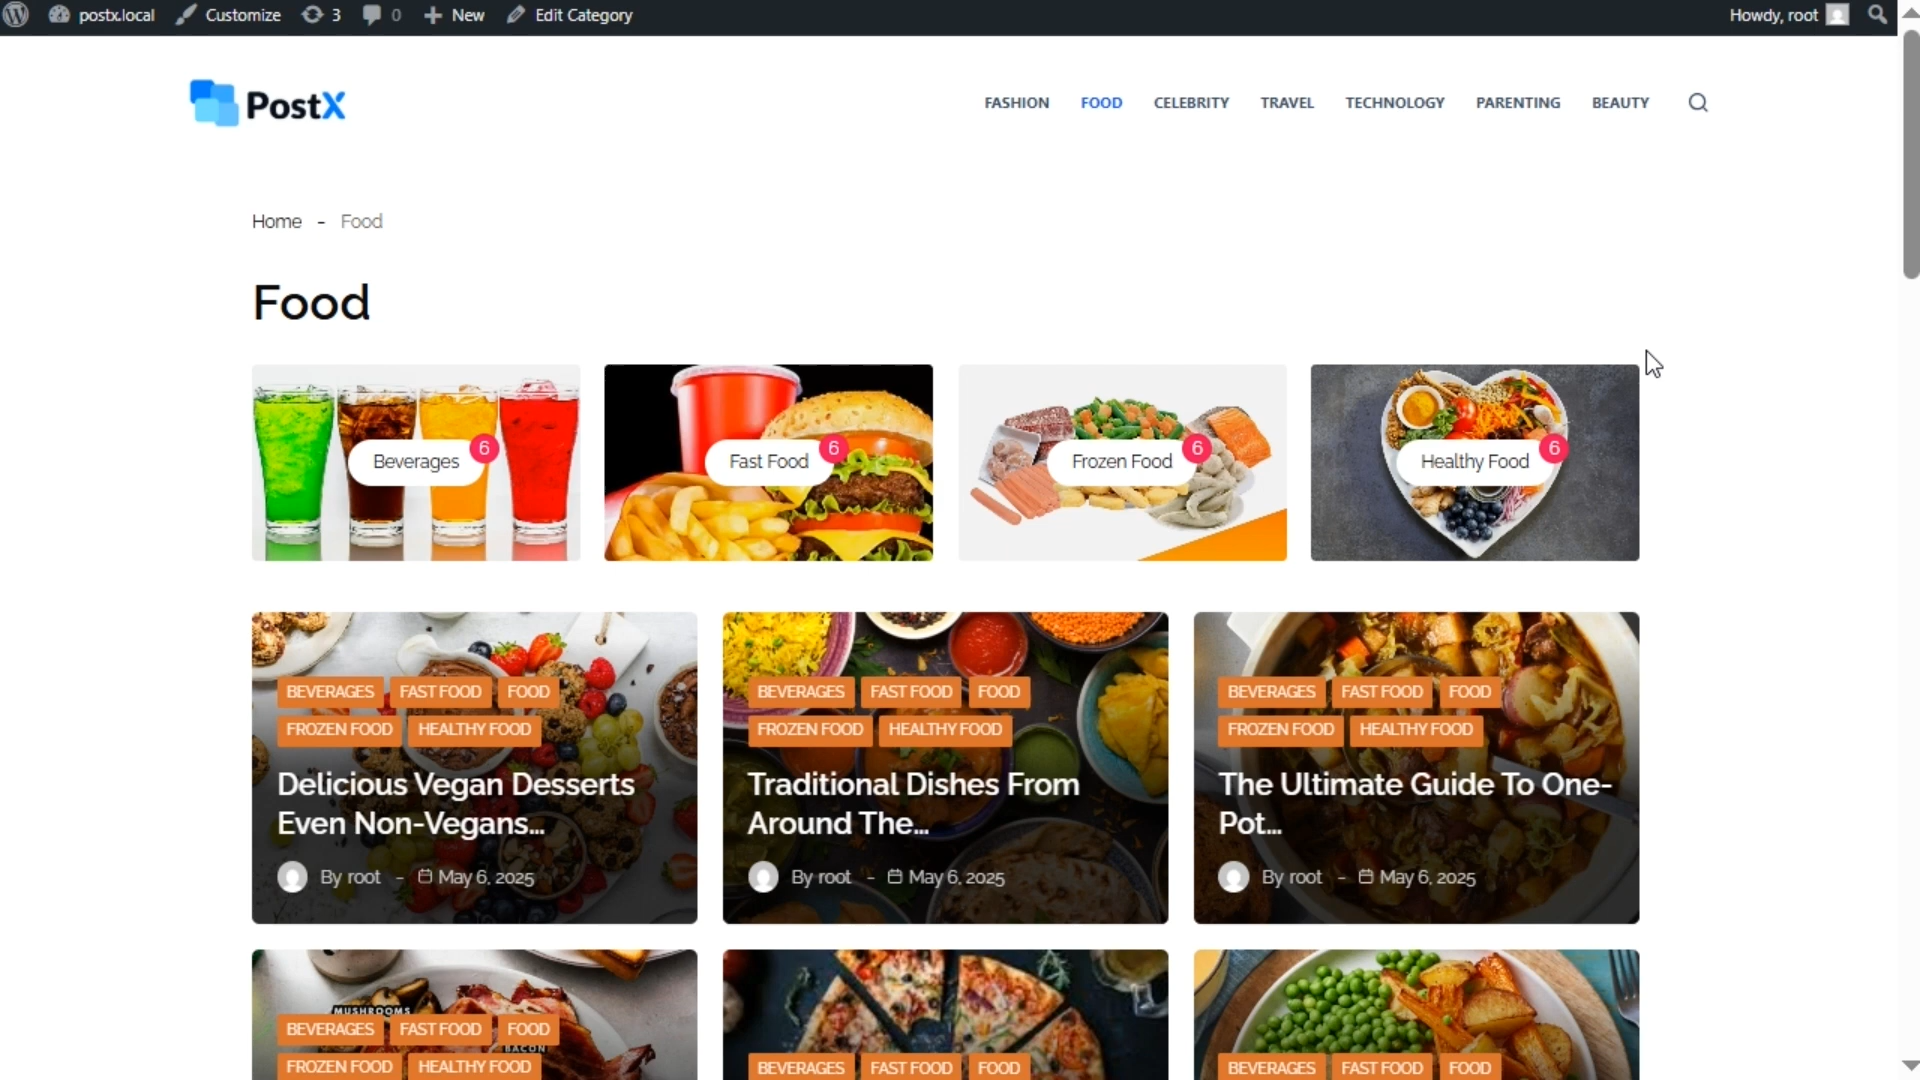 postx.local Customize 3 0 New Edit Category Howdy, root
PostX
FASHION FOOD CELEBRITY TRAVEL TECHNOLOGY PARENTING BEAUTY
Home - Food
Food
Beverages 6
Fast Food 6
Frozen Food 6
Healthy Food 6
BEVERAGES FAST FOOD FOOD
FROZEN FOOD HEALTHY FOOD
Delicious Vegan Desserts
Even Non-Vegans...
By root - May 6, 2025
BEVERAGES FAST FOOD FOOD
FROZEN FOOD HEALTHY FOOD
Traditional Dishes From
Around The...
By root - May 6, 2025
BEVERAGES FAST FOOD FOOD
FROZEN FOOD HEALTHY FOOD
The Ultimate Guide To One-
Pot...
By root - May 6, 2025
MUSHROOMS
BEVERAGES FAST FOOD FOOD
BACON
FROZEN FOOD HEALTHY FOOD
BEVERAGES FAST FOOD FOOD
BEVERAGES FAST FOOD FOOD